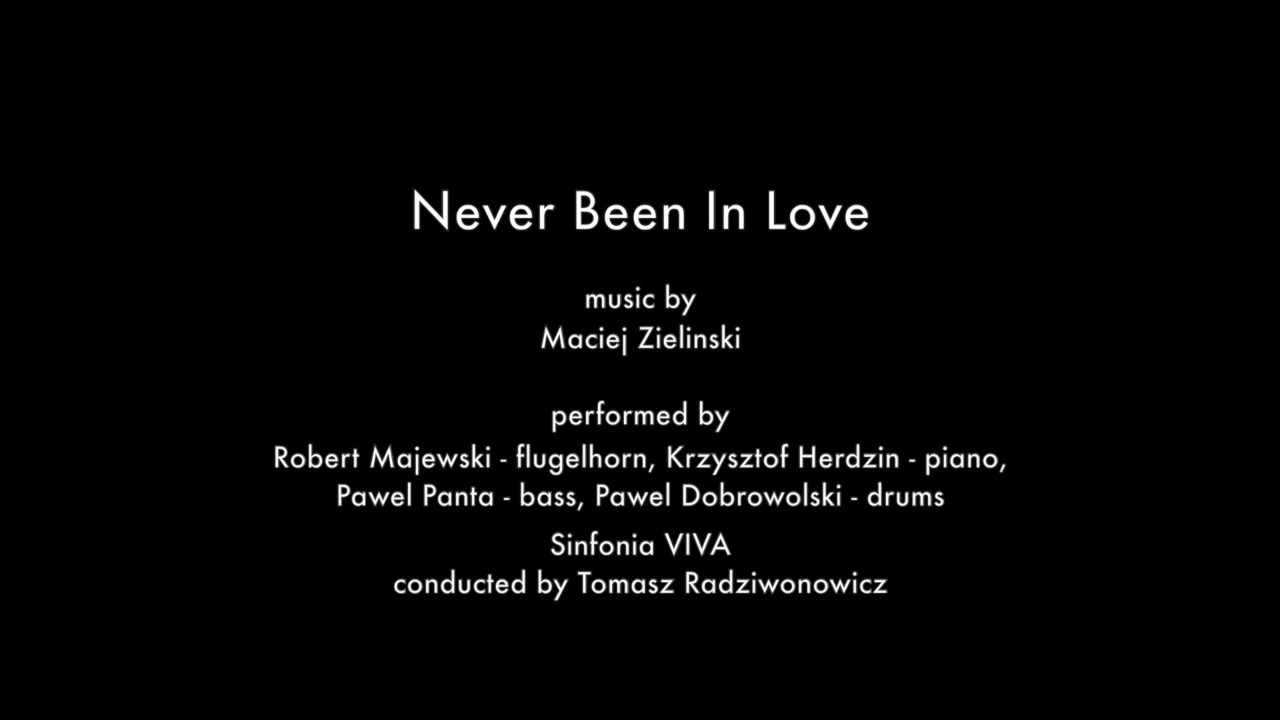 Never Been In Love
music by
Maciej Zielinski
performed by
Robert Majewski - flugelhorn, Krzysztof Herdzin - piano,
Pawel Panta - bass, Pawel Dobrowolski - drums
Sinfonia VIVA
conducted by Tomasz Radziwonowicz